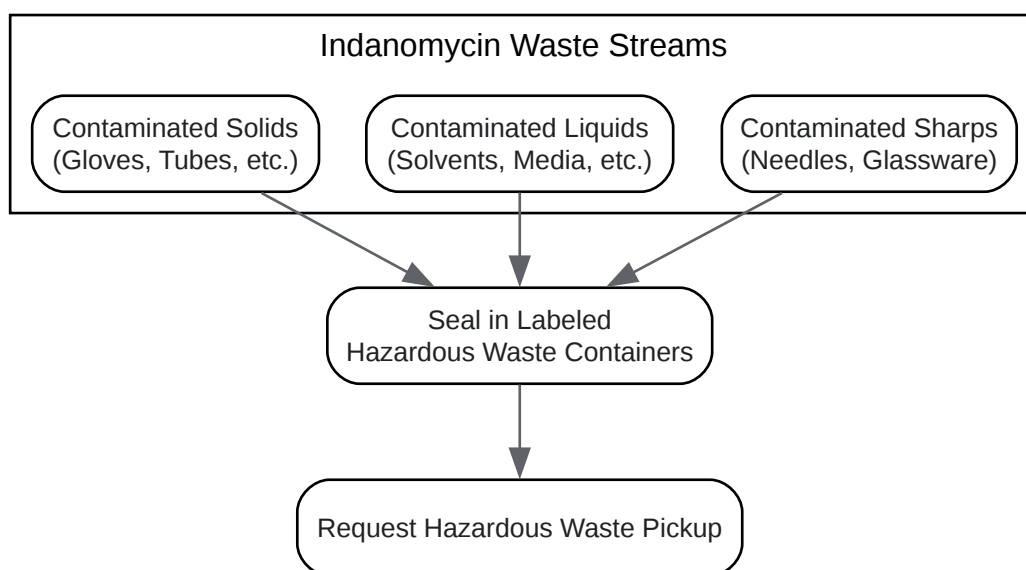 Indanomycin Waste Streams
Contaminated Solids
(Gloves, Tubes, etc.)
Contaminated Liquids
(Solvents, Media, etc.)
Contaminated Sharps
(Needles, Glassware)
Seal in Labeled
Hazardous Waste Containers
Request Hazardous Waste Pickup